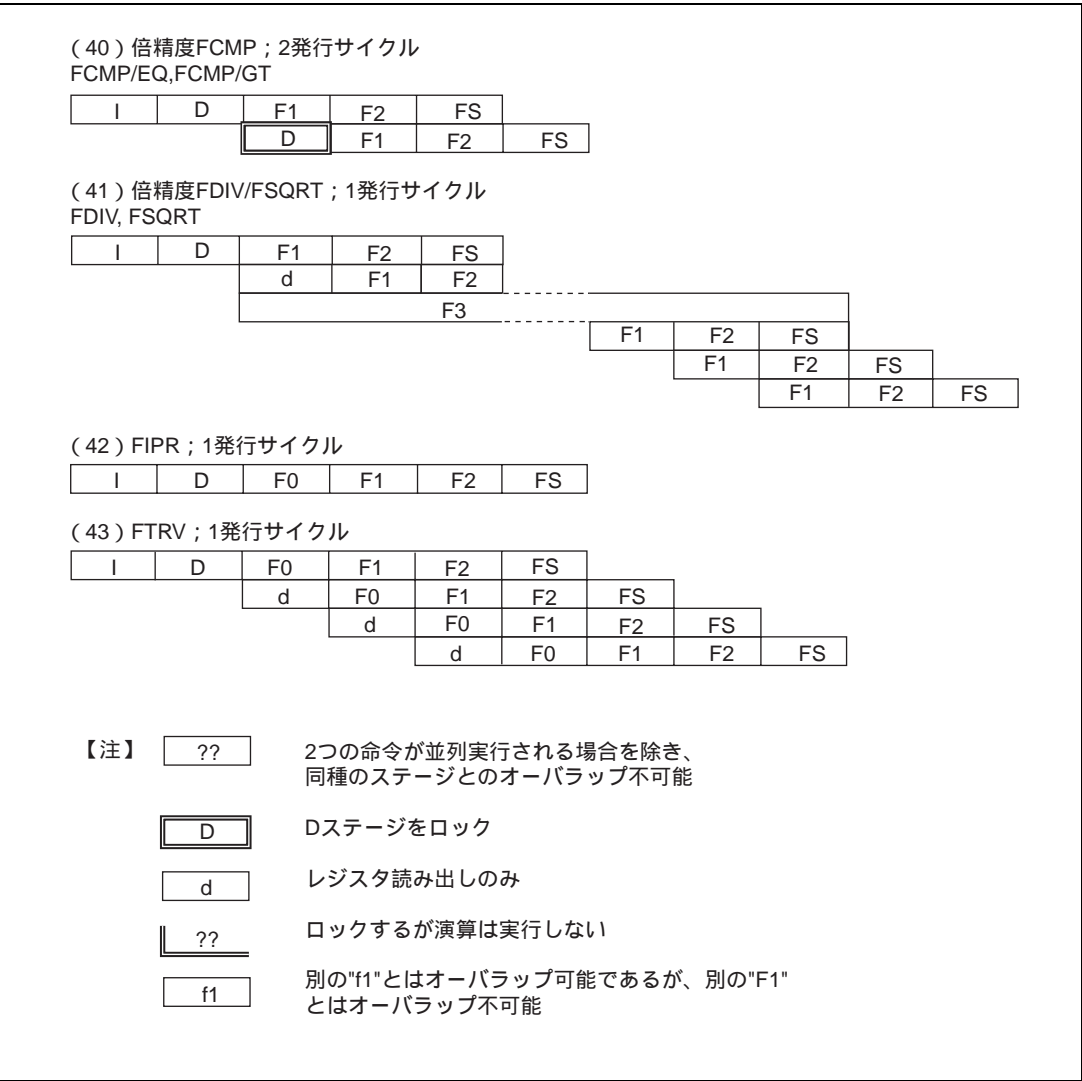 （40）倍精度FCMP；2発行サイクル
FCMP/EQ,FCMP/GT
I D F1 F2 FS
D F1 F2 FS
（41）倍精度FDIV/FSQRT；1発行サイクル
FDIV, FSQRT
I D F1 F2 FS
d F1 F2
F3
F1 F2 FS
F1 F2 FS
F1 F2 FS
（42）FIPR；1発行サイクル
I D F0 F1 F2 FS
（43）FTRV；1発行サイクル
I D F0 F1 F2 FS
d F0 F1 F2 FS
d F0 F1 F2 FS
d F0 F1 F2 FS
【注】 ?? 2つの命令が並列実行される場合を除き、
同種のステージとのオーバラップ不可能
D Dステージをロック
d レジスタ読み出しのみ
?? ロックするが演算は実行しない
f1 別の"f1"とはオーバラップ可能であるが、別の"F1"
とはオーバラップ不可能